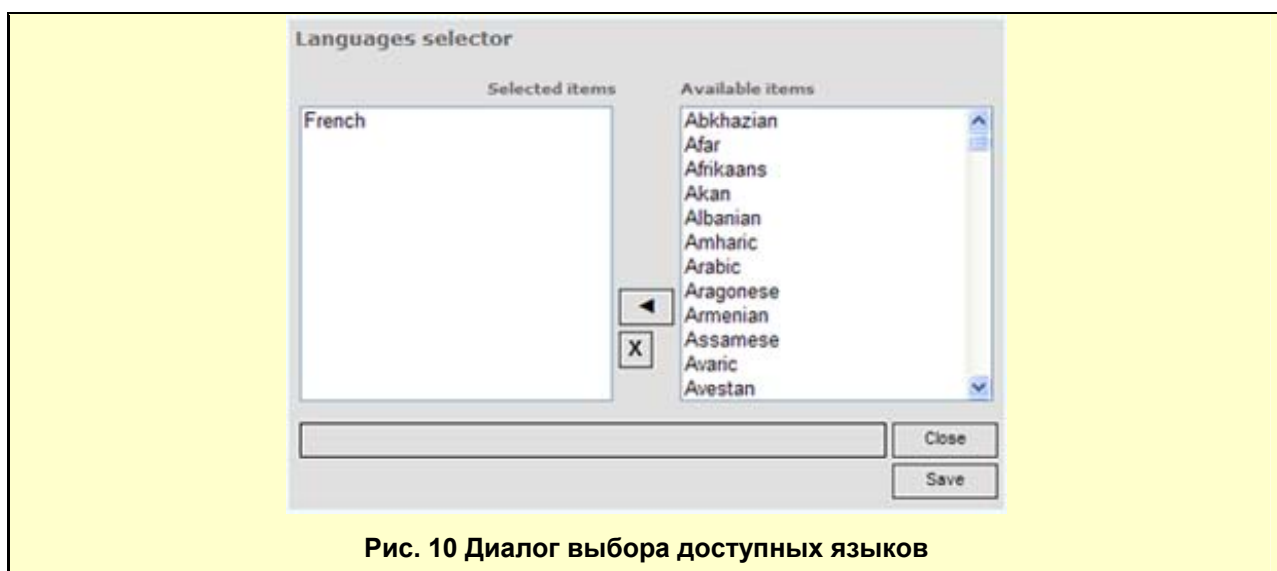 Languages selector
Selected items
Available items
French
Abkhazian
Afar
Afrikaans
Akan
Albanian
Amharic
Arabic
Aragonese
Armenian
Assamese
Avaric
Avestan
◄
X
Close
Save
Рис. 10 Диалог выбора доступных языков